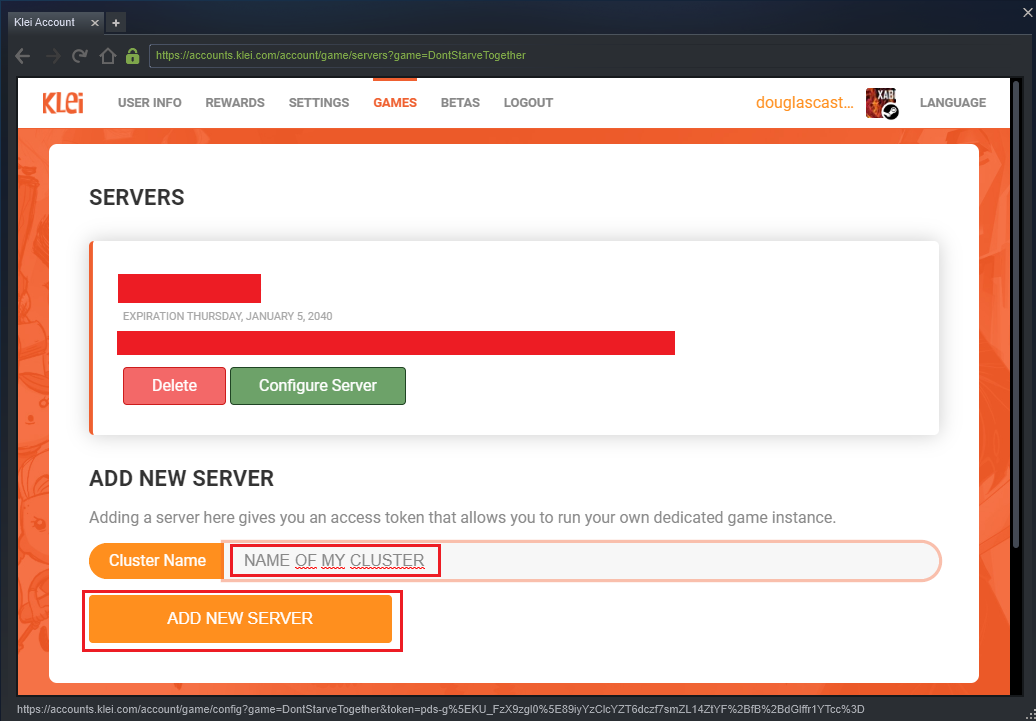 Klei Account
https://accounts.klei.com/account/game/servers?game=DontStarveTogether
KLei USER INFO REWARDS SETTINGS GAMES BETAS LOGOUT douglascast... XAB LANGUAGE
SERVERS
EXPIRATION THURSDAY, JANUARY 5, 2040
Delete Configure Server
ADD NEW SERVER
Adding a server here gives you an access token that allows you to run your own dedicated game instance.
Cluster Name NAME OF MY CLUSTER
ADD NEW SERVER
https://accounts.klei.com/account/game/config?game=DontStarveTogether&token=pds-g%5EKU_FzX9zgI0%5E89iyYzClcYZT6dczf7smZL14ZtYF%2BfB%2BdGlffr1YTcc%3D